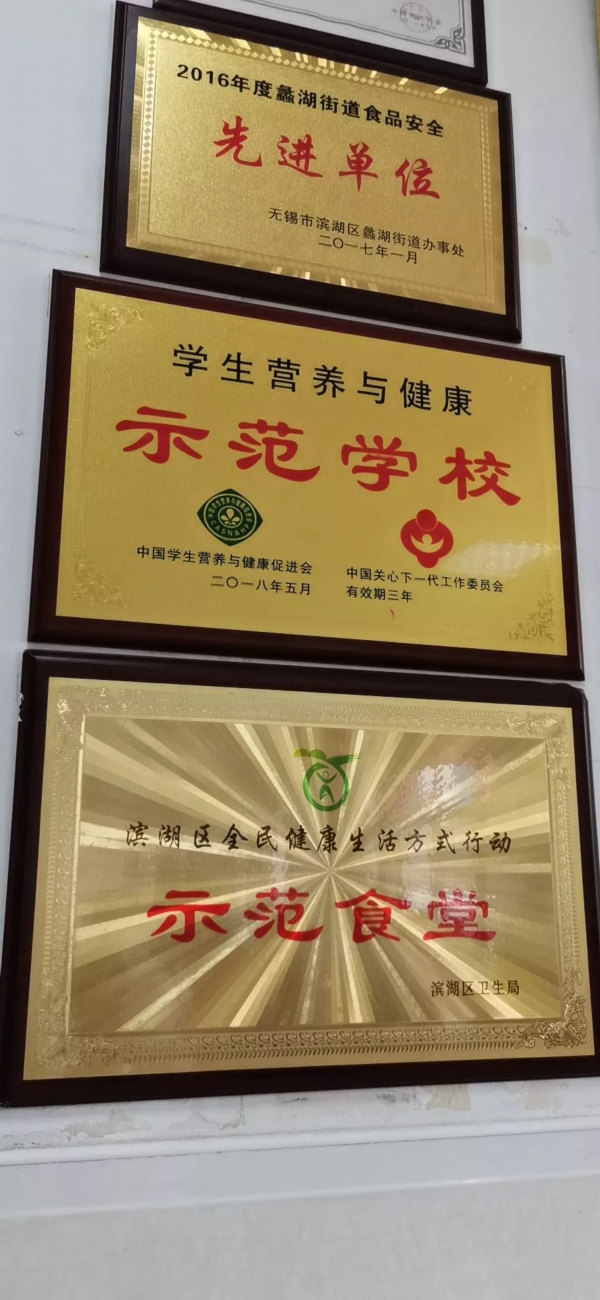 2016年度蠡湖街道食品安全
先进单位
无锡市滨湖区蠡湖街道办事处
二〇一七年一月
学生营养与健康
示范学校
CASNHP
中国学生营养与健康促进会
二〇一八年五月
中国关心下一代工作委员会
有效期三年
滨湖区全民健康生活方式行动
示范食堂
滨湖区卫生局